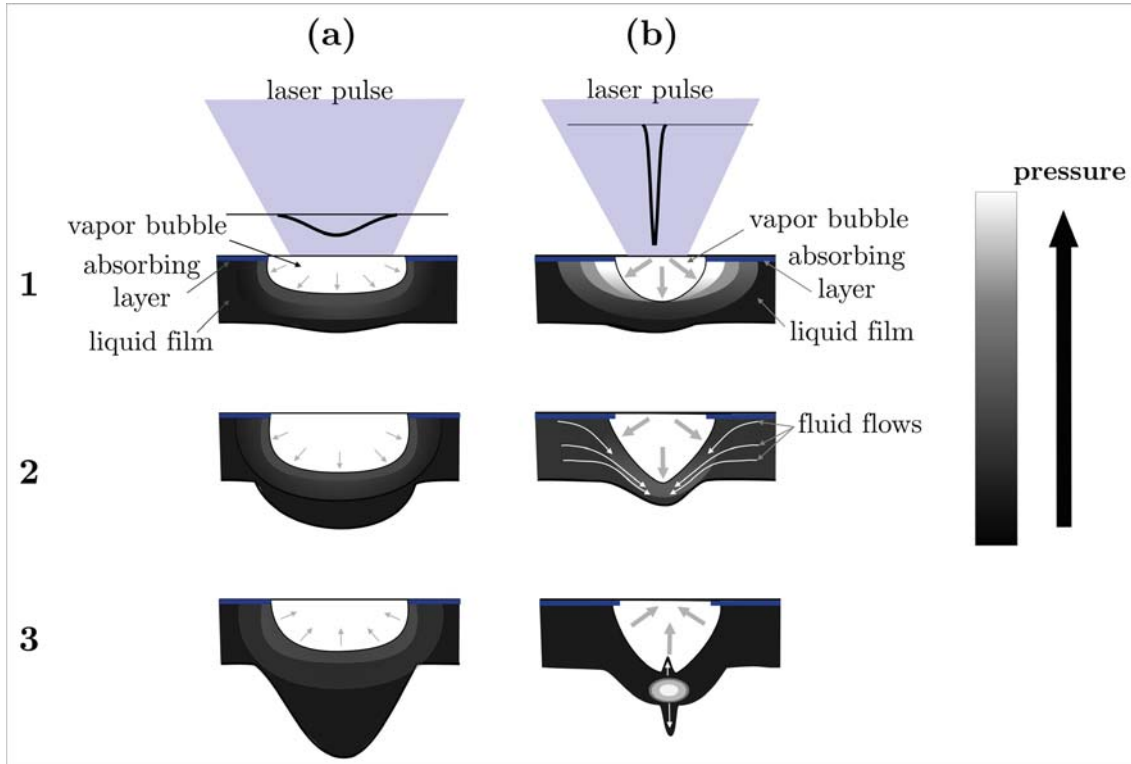 (a)
(b)
laser pulse
laser pulse
pressure
vapor bubble
absorbing
layer
liquid film
vapor bubble
absorbing
layer
liquid film
1
2
fluid flows
3